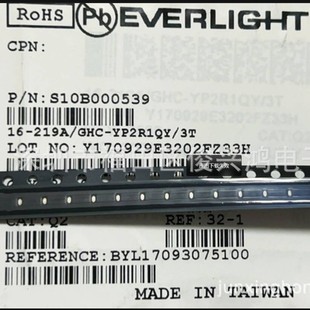 RoHS Pb EVERLIGHT
CPN:
P/N:S10B000539
16-219A/GHC-YP2R1QY/3T
LOT NO:Y170929E3202FZ33H
CAT:Q2
REF:32-1
REFERENCE:BYL17093075100
MADE IN TAIWAN